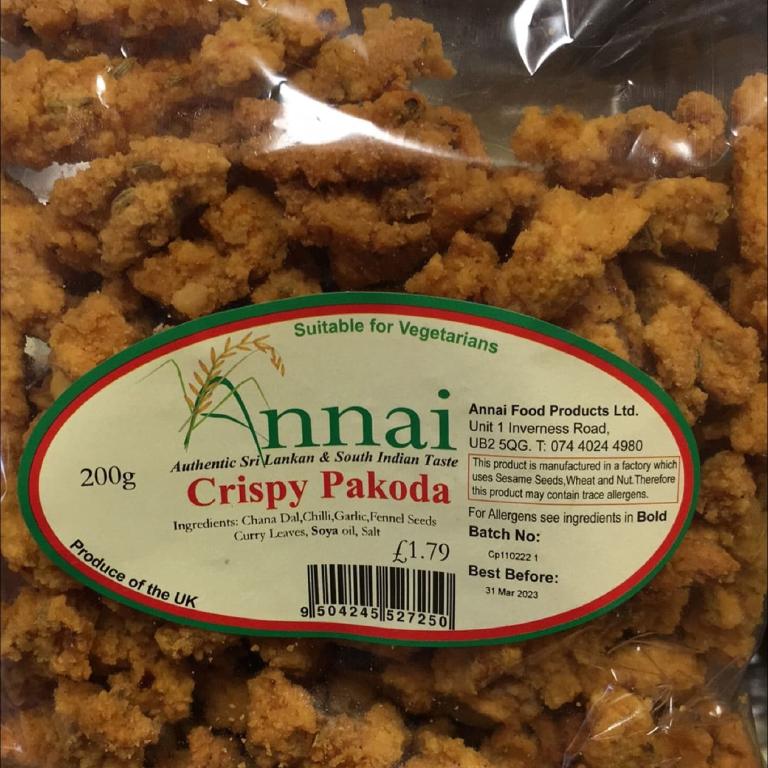 Suitable for Vegetarians
Annai
Authentic Sri Lankan & South Indian Taste
200g
Crispy Pakoda
Ingredients: Chana Dal,Chilli,Garlic,Fennel Seeds
Curry Leaves, Soya oil, Salt
£1.79
Produce of the UK
9 504245 527250
Annai Food Products Ltd.
Unit 1 Inverness Road,
UB2 5QG. T: 074 4024 4980
This product is manufactured in a factory which
uses Sesame Seeds,Wheat and Nut.Therefore
this product may contain trace allergens.
For Allergens see ingredients in Bold
Batch No:
Cp110222 1
Best Before:
31 Mar 2023